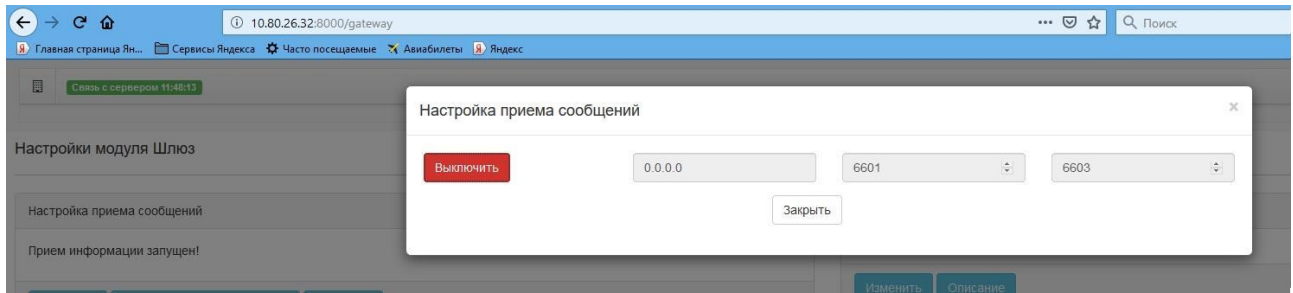 10.80.26.32:8000/gateway
Поиск
Главная страница Ян... Сервисы Яндекса Часто посещаемые Авиабилеты Яндекс
Связь с сервером 11:48:13
Настройка приема сообщений
×
Настройки модуля Шлюз
Выключить 0.0.0.0 6601 6603
Закрыть
Настройка приема сообщений
Прием информации запущен!
Изменить Описание